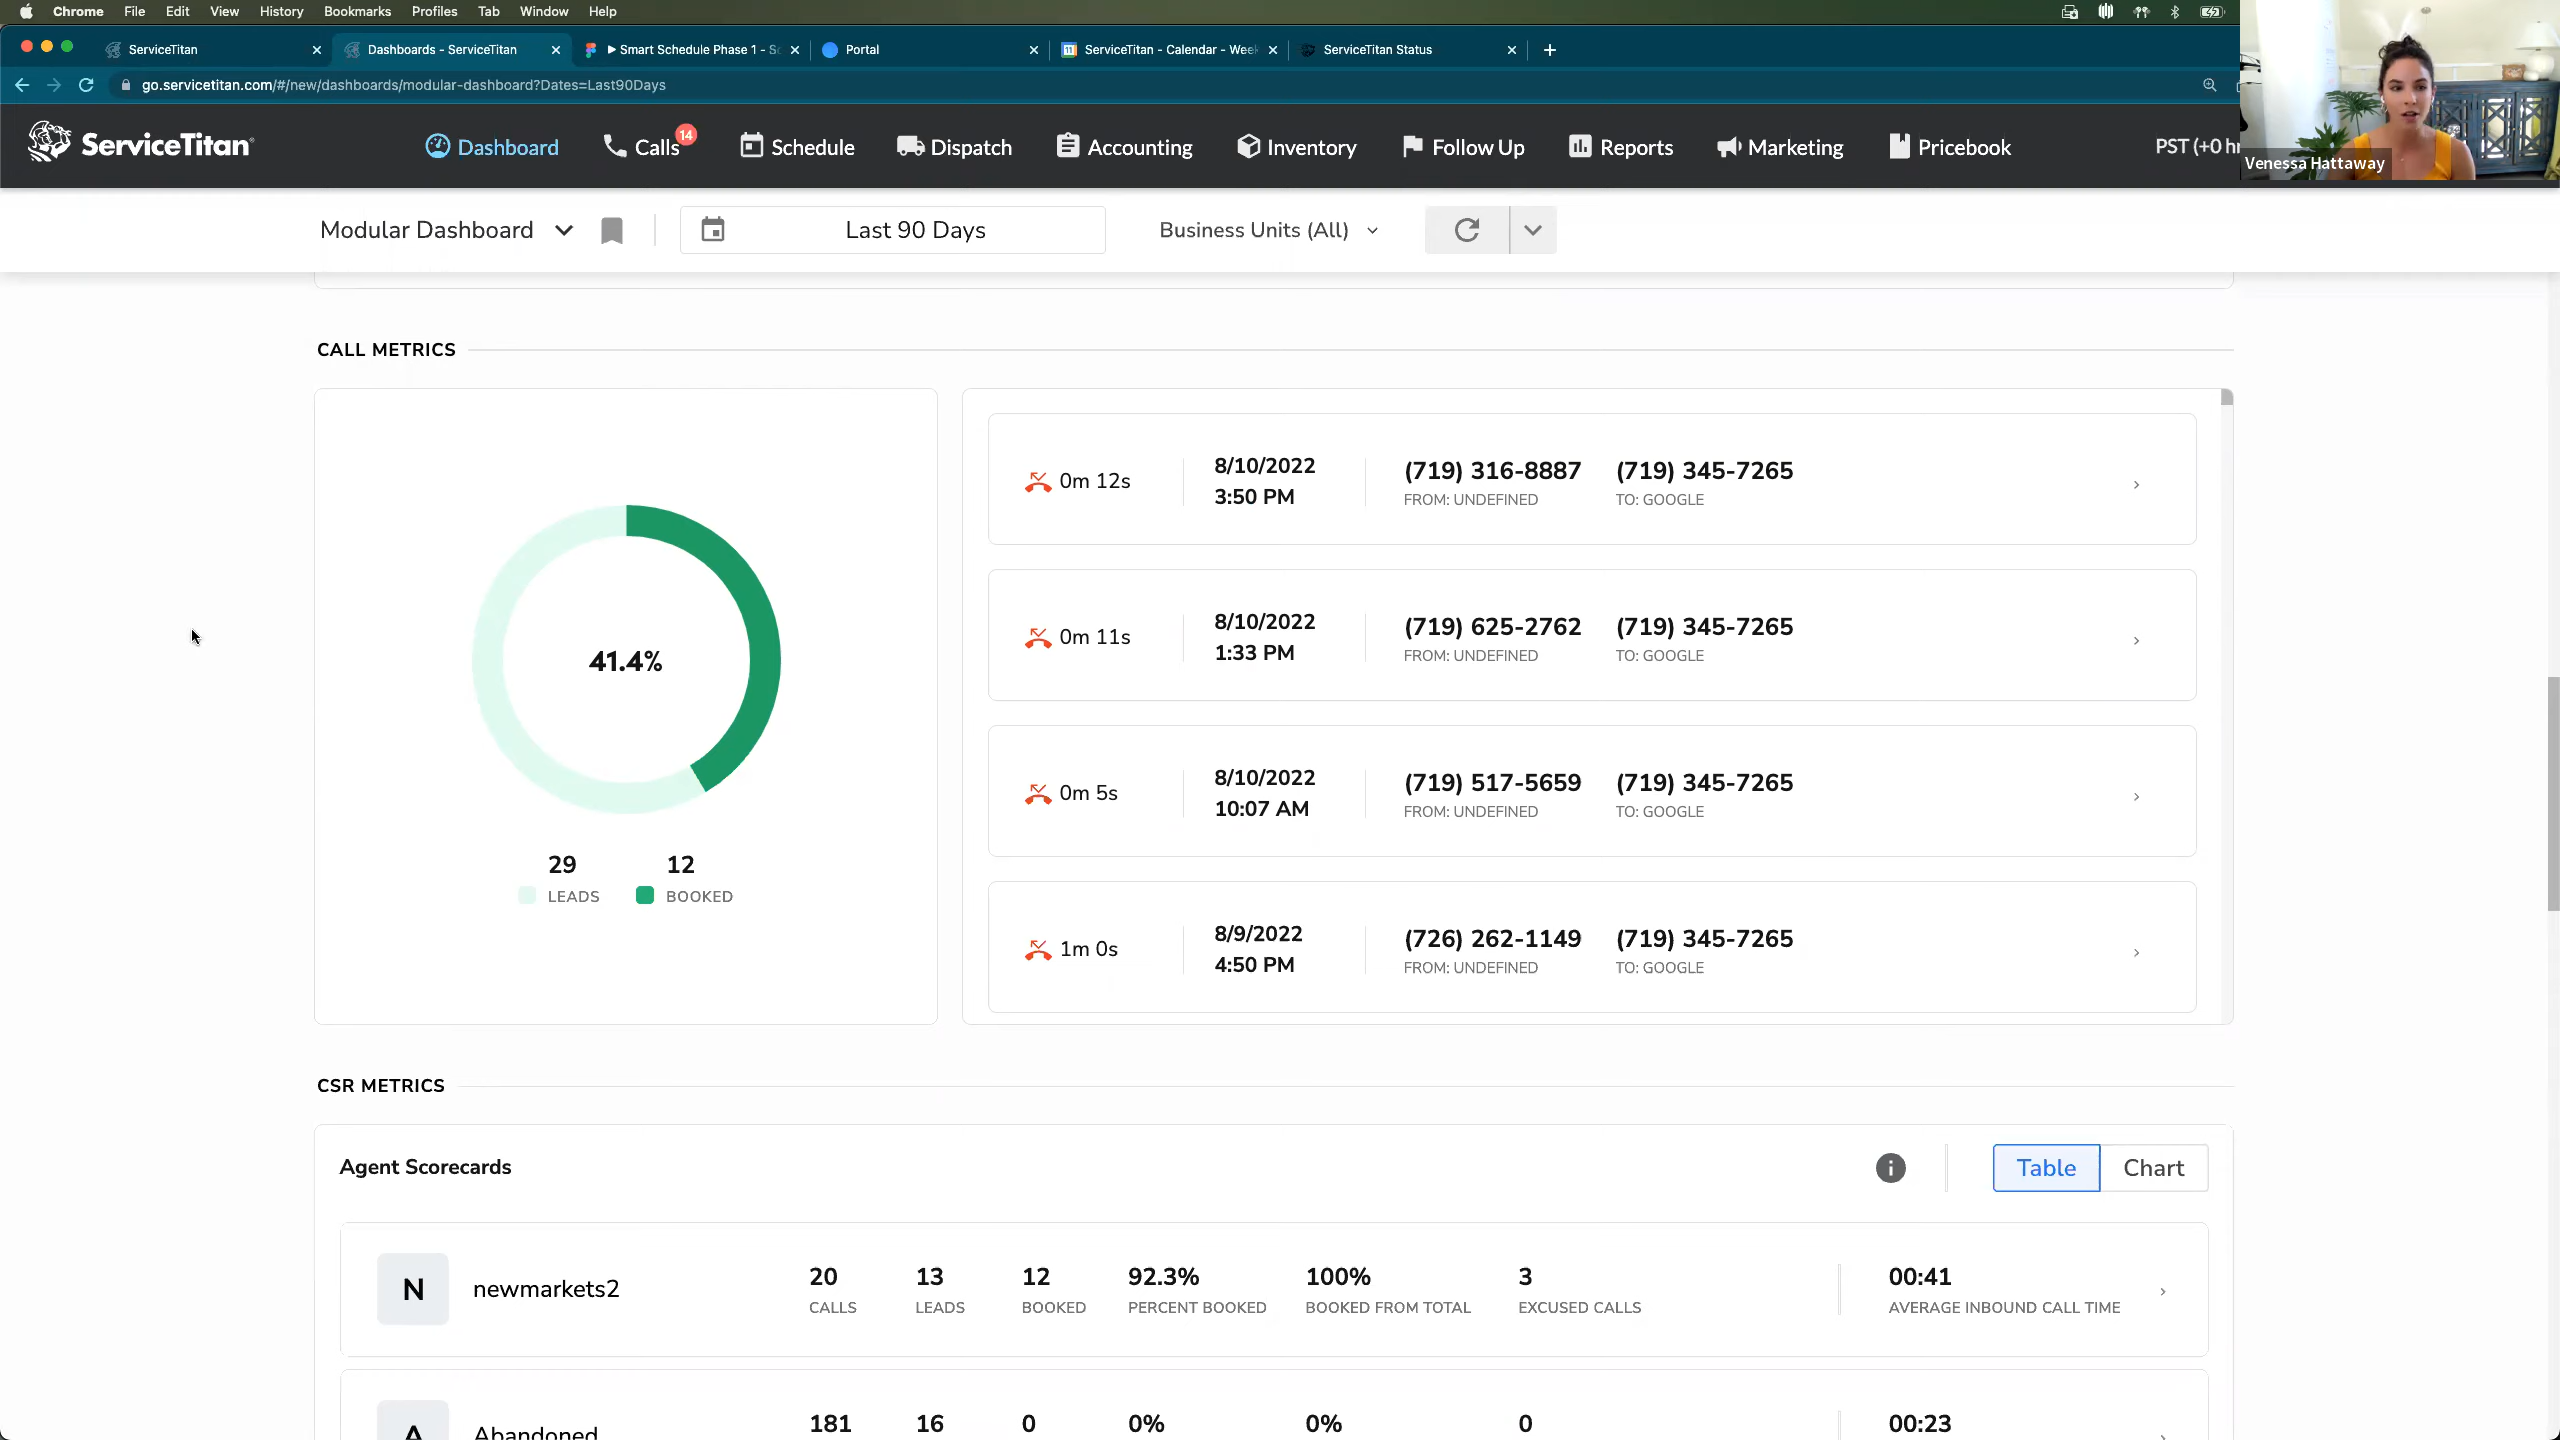 Chrome File Edit View History Bookmarks Profiles Tab Window Help
ServiceTitan
Dashboards - ServiceTitan
Smart Schedule Phase 1 - Sc
Portal
ServiceTitan - Calendar - Week
ServiceTitan Status
go.servicetitan.com/#/new/dashboards/modular-dashboard?Dates=Last90Days
ServiceTitan
Dashboard
Calls 14
Schedule
Dispatch
Accounting
Inventory
Follow Up
Reports
Marketing
Pricebook
PST (+0 hr
Venessa Hattaway
Modular Dashboard
Last 90 Days
Business Units (All)
CALL METRICS
41.4%
29 12
LEADS BOOKED
0m 12s
8/10/2022
3:50 PM
(719) 316-8887 (719) 345-7265
FROM: UNDEFINED TO: GOOGLE
0m 11s
8/10/2022
1:33 PM
(719) 625-2762 (719) 345-7265
FROM: UNDEFINED TO: GOOGLE
0m 5s
8/10/2022
10:07 AM
(719) 517-5659 (719) 345-7265
FROM: UNDEFINED TO: GOOGLE
1m 0s
8/9/2022
4:50 PM
(726) 262-1149 (719) 345-7265
FROM: UNDEFINED TO: GOOGLE
CSR METRICS
Agent Scorecards
Table Chart
N newmarkets2
20 13 12 92.3% 100% 3 00:41
CALLS LEADS BOOKED PERCENT BOOKED BOOKED FROM TOTAL EXCUSED CALLS AVERAGE INBOUND CALL TIME
A Abandoned
181 16 0 0% 0% 0 00:23